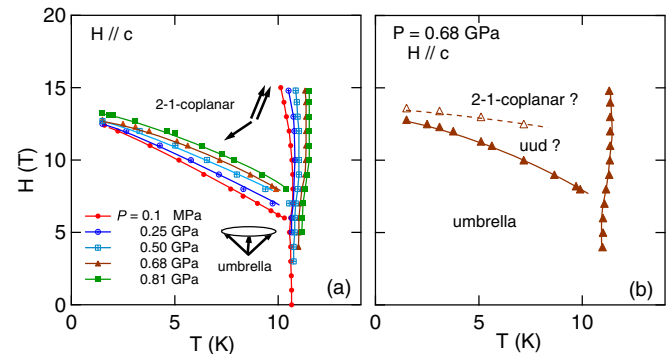 H // c
2-1-coplanar
P = 0.1 MPa
0.25 GPa
0.50 GPa
0.68 GPa
0.81 GPa
umbrella
(a)
20
15
10
5
0
0
5
10
H (T)
T (K)
P = 0.68 GPa
H // c
2-1-coplanar ?
uud ?
umbrella
(b)
0
5
10
T (K)